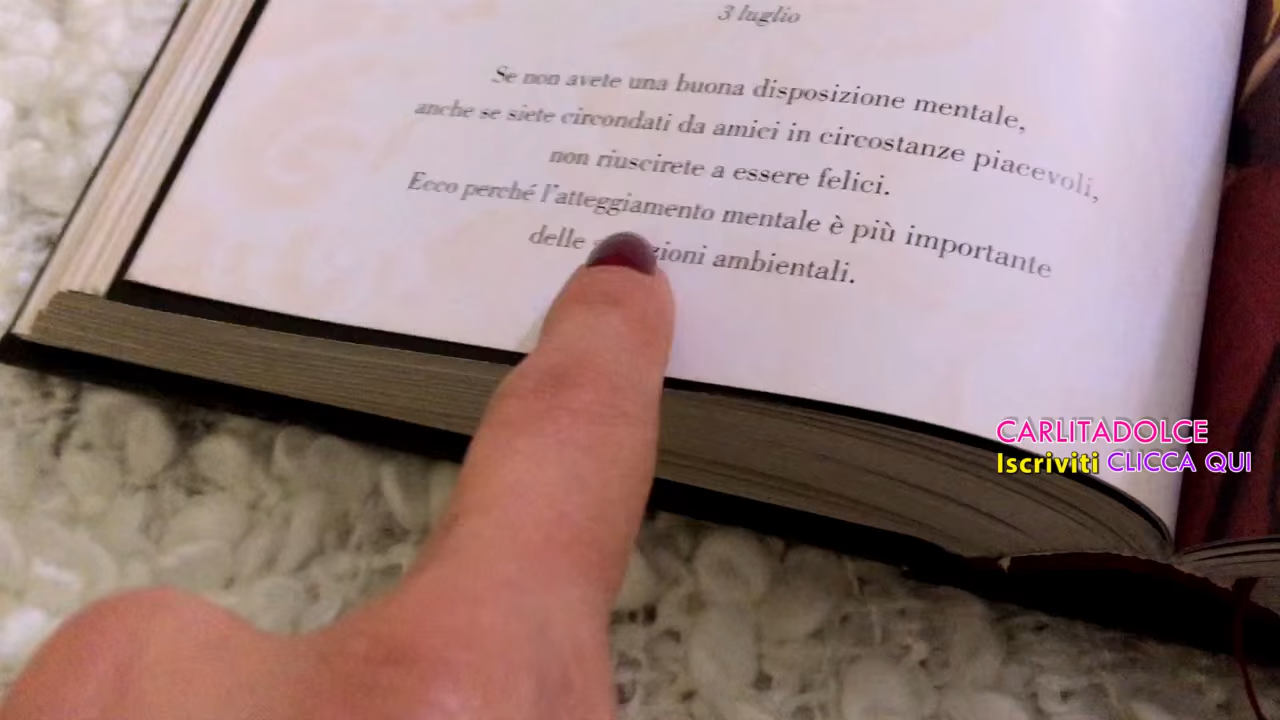 3 luglio
Se non avete una buona disposizione mentale,
anche se siete circondati da amici in circostanze piacevoli,
non riuscirete a essere felici.
Ecco perché l'atteggiamento mentale è più importante
delle ambientali.
CARLITADOLCE
Iscriviti CLICCA QUI